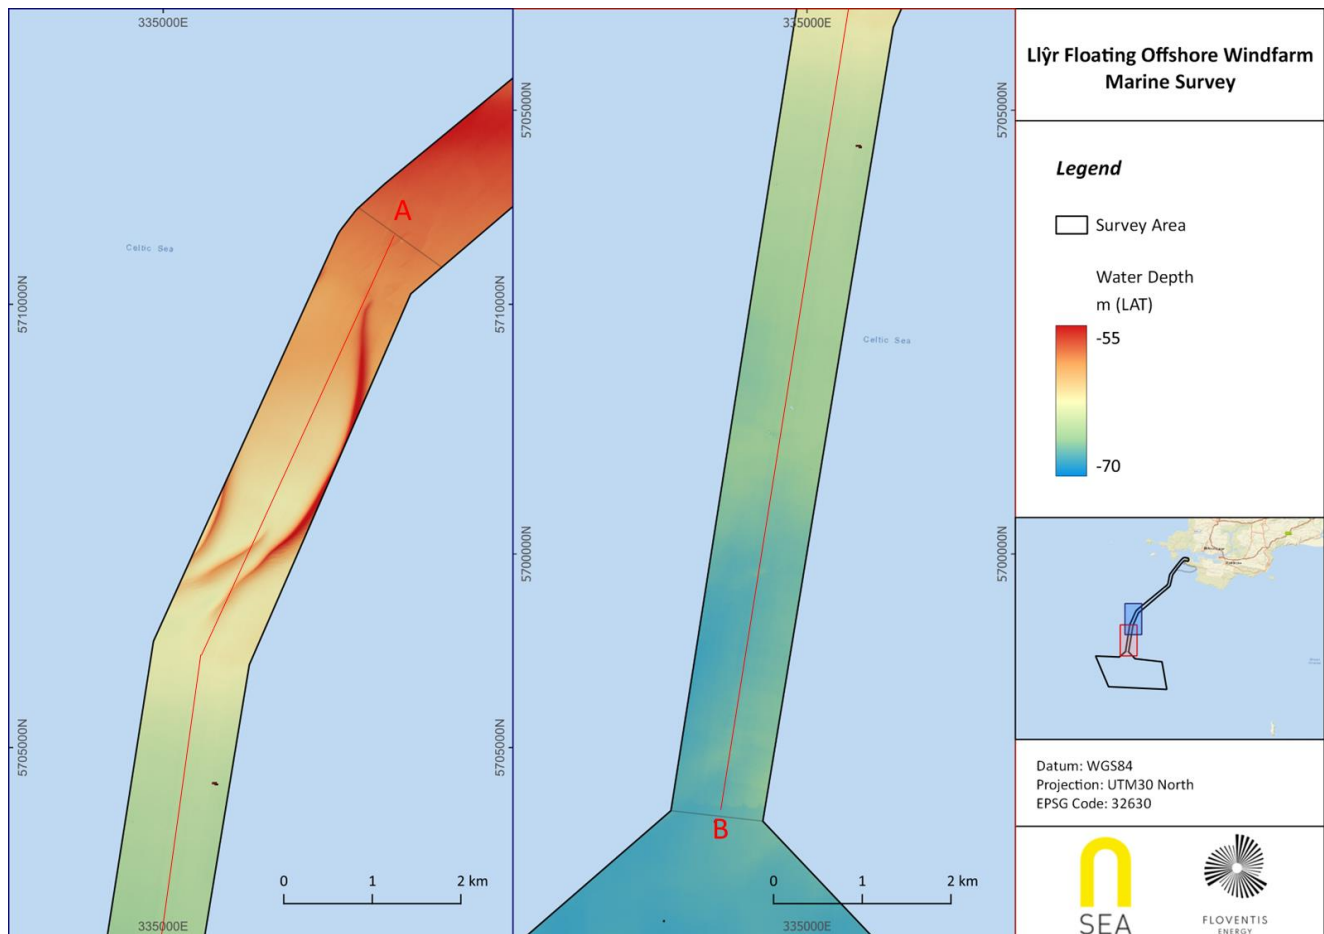 335000E
335000E
5705000N
5705000N
A
Celtic Sea
5710000N
5710000N
Celtic Sea
5700000N
5700000N
5705000N
5705000N
B
0 1 2 km
0 1 2 km
335000E
335000E
Llŷr Floating Offshore Windfarm
Marine Survey
Legend
Survey Area
Water Depth
m (LAT)
-55
-70
Datum: WGS84
Projection: UTM30 North
EPSG Code: 32630
SEA
FLOVENTIS
ENERGY